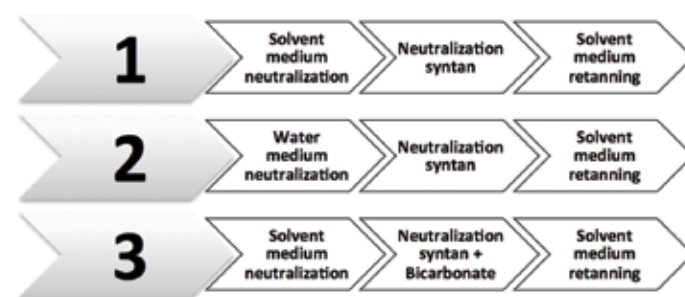 1
Solvent
medium
neutralization
Neutralization
syntan
Solvent
medium
retanning
2
Water
medium
neutralization
Neutralization
syntan
Solvent
medium
retanning
3
Solvent
medium
neutralization
Neutralization
syntan +
Bicarbonate
Solvent
medium
retanning